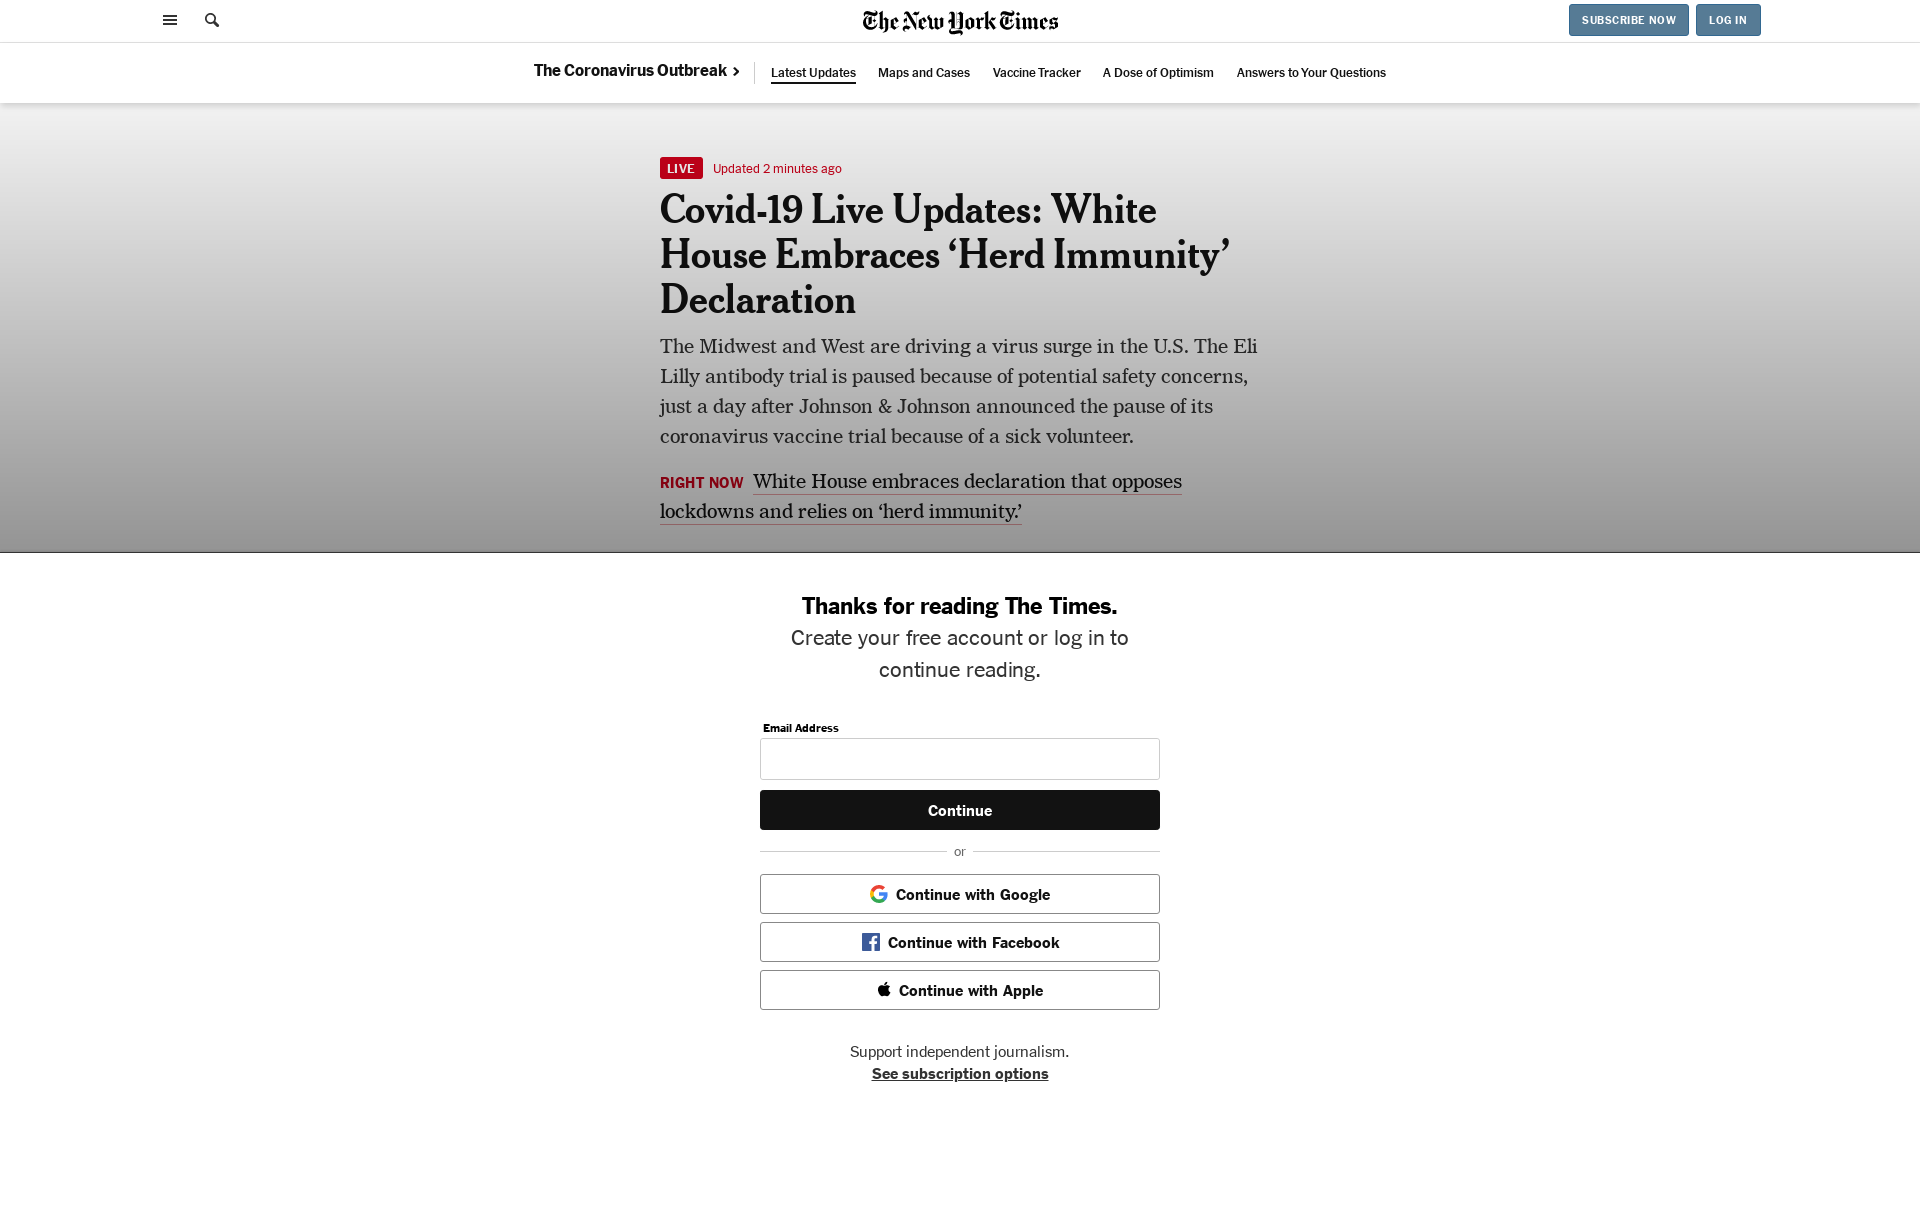 The New York Times
SUBSCRIBE NOW
LOG IN
The Coronavirus Outbreak
Latest Updates
Maps and Cases
Vaccine Tracker
A Dose of Optimism
Answers to Your Questions
LIVE Updated 2 minutes ago
Covid-19 Live Updates: White
House Embraces ‘Herd Immunity’
Declaration
The Midwest and West are driving a virus surge in the U.S. The Eli
Lilly antibody trial is paused because of potential safety concerns,
just a day after Johnson & Johnson announced the pause of its
coronavirus vaccine trial because of a sick volunteer.
RIGHT NOW White House embraces declaration that opposes
lockdowns and relies on ‘herd immunity.’
Thanks for reading The Times.
Create your free account or log in to
continue reading.
Email Address
Continue
or
Continue with Google
Continue with Facebook
Continue with Apple
Support independent journalism.
See subscription options